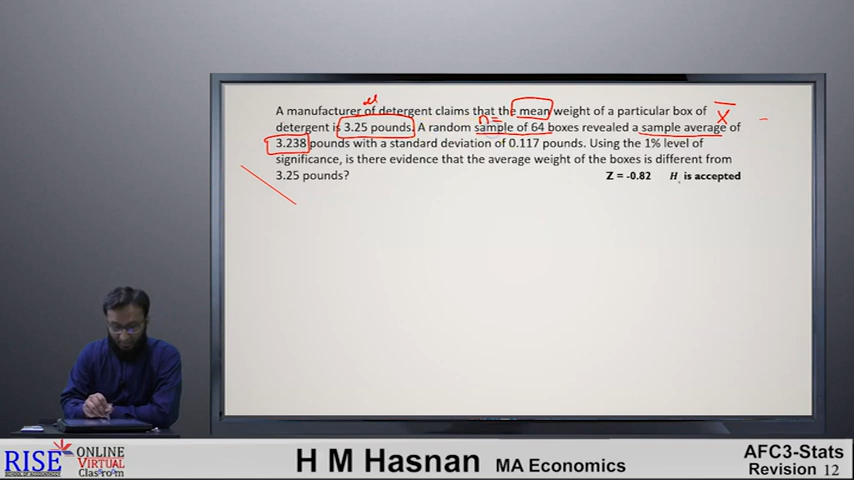 μ
A manufacturer of detergent claims that the mean weight of a particular box of
n=
X
detergent is 3.25 pounds. A random sample of 64 boxes revealed a sample average of
3.238 pounds with a standard deviation of 0.117 pounds. Using the 1% level of
significance, is there evidence that the average weight of the boxes is different from
3.25 pounds?
Z = -0.82 H is accepted
RISE
SCHOOL OF ACCOUNTANCY
ONLINE
VIRTUAL
Classroom
H M Hasnan MA Economics
AFC3-Stats
Revision 12